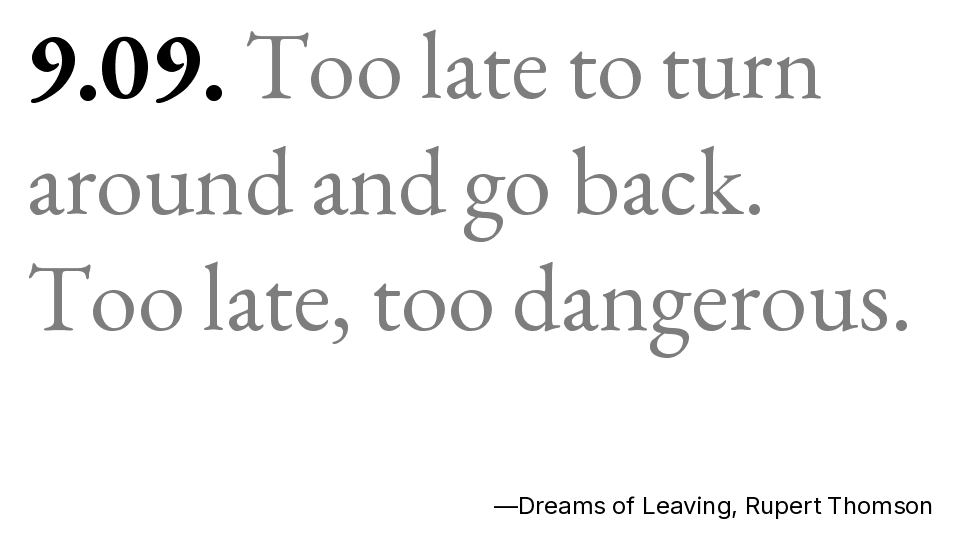 9.09. Too late to turn
around and go back.
Too late, too dangerous.
—Dreams of Leaving, Rupert Thomson